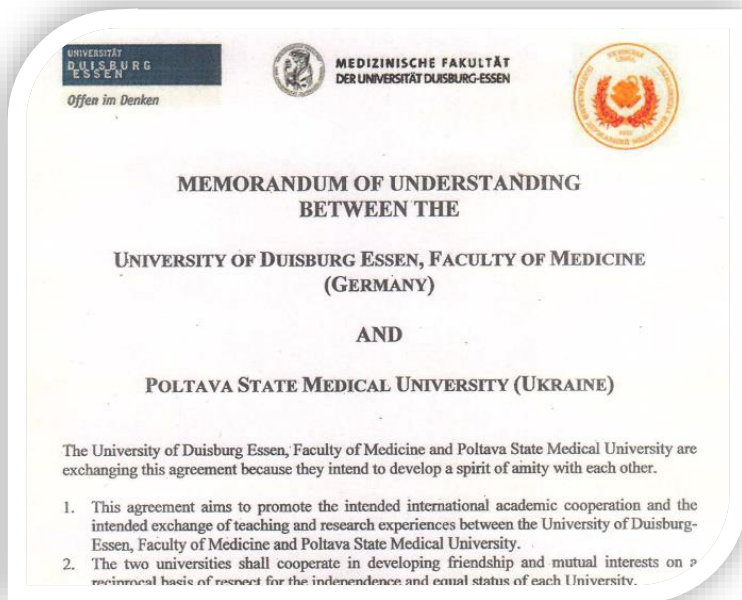 UNIVERSITÄT
DUISBURG
ESSEN
Offen im Denken
MEDIZINISCHE FAKULTÄT
DER UNIVERSITÄT DUISBURG-ESSEN
MEMORANDUM OF UNDERSTANDING
BETWEEN THE
UNIVERSITY OF DUISBURG ESSEN, FACULTY OF MEDICINE
(GERMANY)
AND
POLTAVA STATE MEDICAL UNIVERSITY (UKRAINE)
The University of Duisburg Essen, Faculty of Medicine and Poltava State Medical University are
exchanging this agreement because they intend to develop a spirit of amity with each other.
1. This agreement aims to promote the intended international academic cooperation and the
intended exchange of teaching and research experiences between the University of Duisburg-
Essen, Faculty of Medicine and Poltava State Medical University.
2. The two universities shall cooperate in developing friendship and mutual interests on a
reciprocal basis of respect for the independence and equal status of each University.